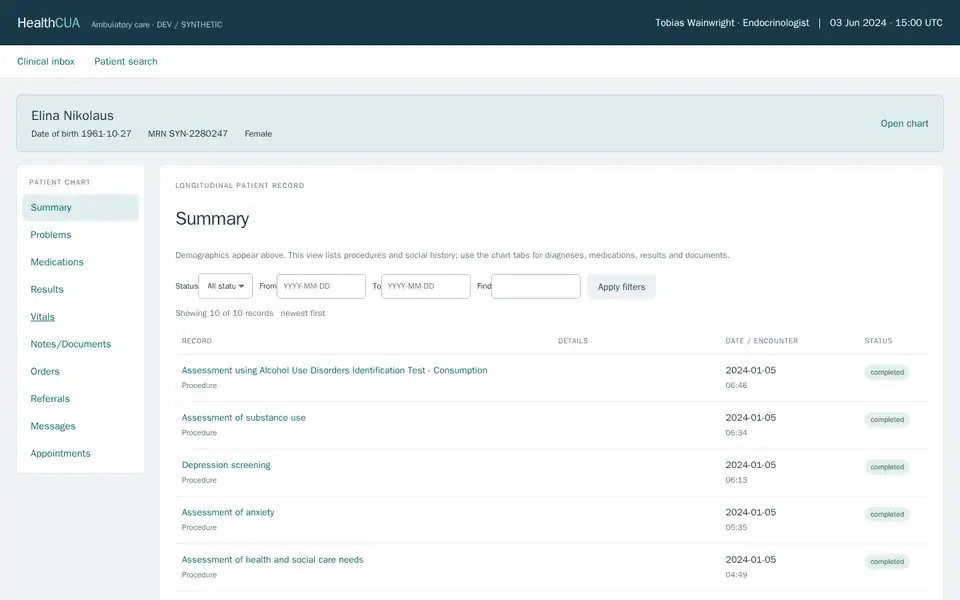 HealthCUA Ambulatory care · DEV / SYNTHETIC Tobias Wainwright · Endocrinologist | 03 Jun 2024 · 15:00 UTC
Clinical inbox Patient search
Elina Nikolaus
Date of birth 1961-10-27 MRN SYN-2280247 Female
Open chart
PATIENT CHART
Summary
Problems
Medications
Results
Vitals
Notes/Documents
Orders
Referrals
Messages
Appointments
LONGITUDINAL PATIENT RECORD
Summary
Demographics appear above. This view lists procedures and social history; use the chart tabs for diagnoses, medications, results and documents.
Status All statu From YYYY-MM-DD To YYYY-MM-DD Find Apply filters
Showing 10 of 10 records · newest first
RECORD DETAILS DATE / ENCOUNTER STATUS
Assessment using Alcohol Use Disorders Identification Test - Consumption 2024-01-05 completed
Procedure 06:46
Assessment of substance use 2024-01-05 completed
Procedure 06:34
Depression screening 2024-01-05 completed
Procedure 06:13
Assessment of anxiety 2024-01-05 completed
Procedure 05:35
Assessment of health and social care needs 2024-01-05 completed
Procedure 04:49